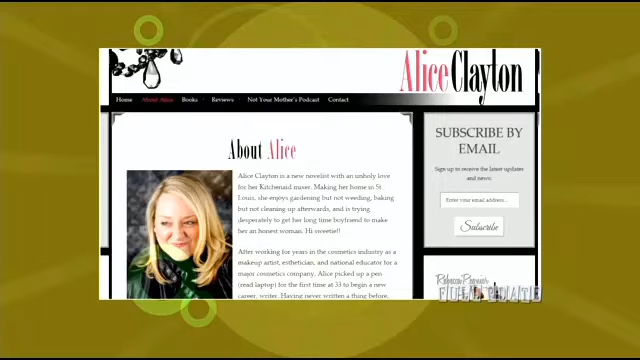 Alice Clayton
Home About Alice Books Reviews Not Your Mother's Podcast Contact
About Alice
Alice Clayton is a new novelist with an unholy love
for her Kitchenaid mixer. Making her home in St
Louis, she enjoys gardening but not weeding, baking
but not cleaning up afterwards, and is trying
desperately to get her long time boyfriend to make
her an honest woman. Hi sweetie!!
After working for years in the cosmetics industry as a
makeup artist, esthetician, and national educator for a
major cosmetics company, Alice picked up a pen
(read laptop) for the first time at 33 to begin a new
career, writer. Having never written a thing before,
SUBSCRIBE BY
EMAIL
Sign up to receive the latest updates
and news:
Enter your email address...
Subscribe